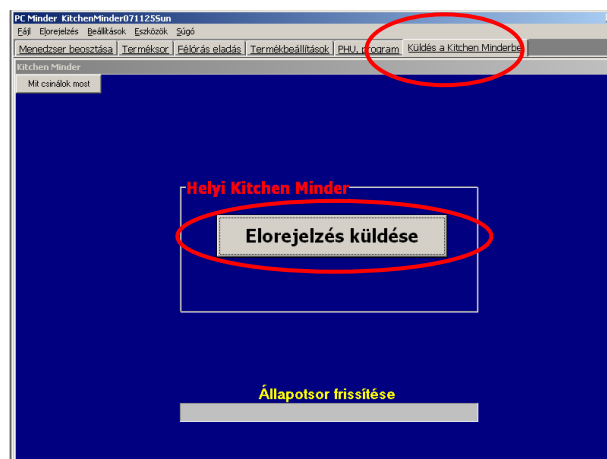 PC Minder KitchenMinder071125Sun
Fájl Elorejelzés Beállítások Eszközök Súgó
Menedzser beosztása Terméksor Félórás eladás Termékbeállítások PHU, program Küldés a Kitchen Minderbe
Kitchen Minder
Mit csinálok most
Helyi Kitchen Minder
Elorejelzés küldése
Állapotsor frissítése